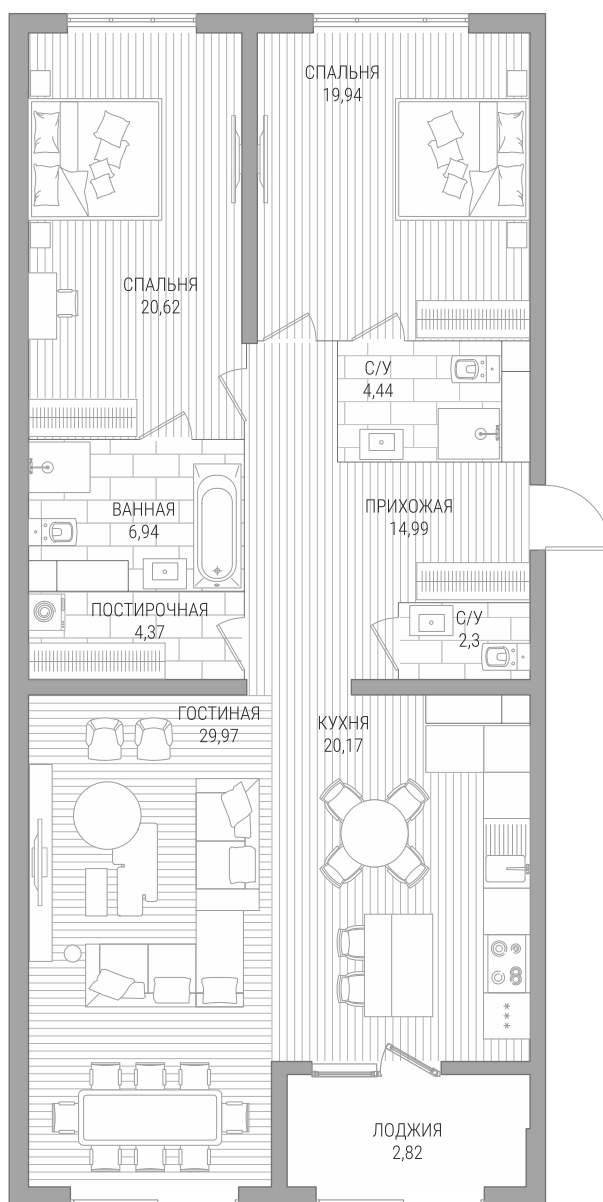 СПАЛЬНЯ
19,94
СПАЛЬНЯ
20,62
С/У
4,44
ВАННАЯ
6,94
ПРИХОЖАЯ
14,99
ПОСТИРОЧНАЯ
4,37
С/У
2,3
ГОСТИНАЯ
29,97
КУХНЯ
20,17
ЛОДЖИЯ
2,82